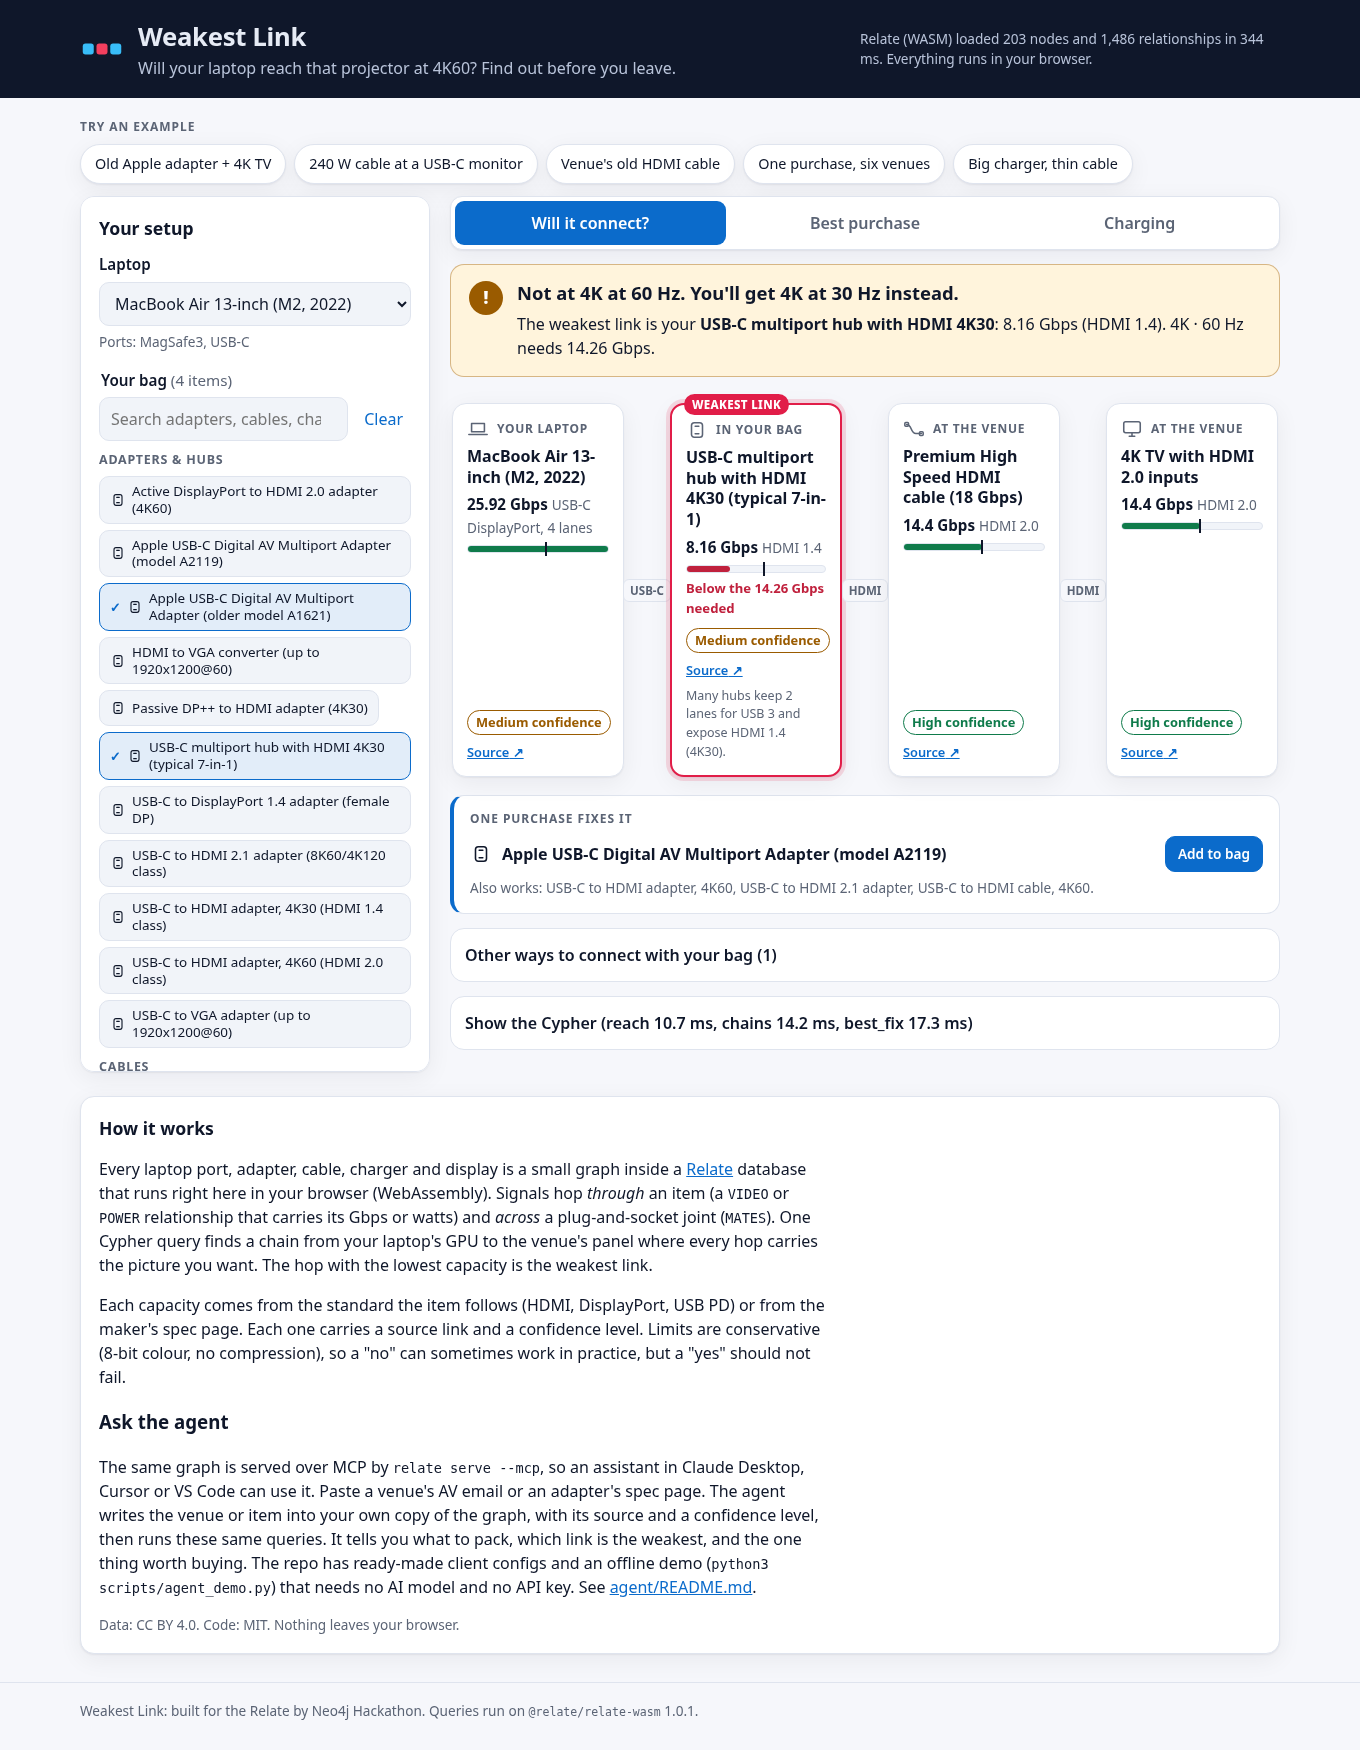 Weakest Link
Will your laptop reach that projector at 4K60? Find out before you leave.
Relate (WASM) loaded 203 nodes and 1,486 relationships in 344
ms. Everything runs in your browser.
TRY AN EXAMPLE
Old Apple adapter + 4K TV
240 W cable at a USB-C monitor
Venue's old HDMI cable
One purchase, six venues
Big charger, thin cable
Your setup
Laptop
MacBook Air 13-inch (M2, 2022)
Ports: MagSafe3, USB-C
Your bag (4 items)
Search adapters, cables, cha
Clear
ADAPTERS & HUBS
Active DisplayPort to HDMI 2.0 adapter
(4K60)
Apple USB-C Digital AV Multiport Adapter
(model A2119)
✓ Apple USB-C Digital AV Multiport
Adapter (older model A1621)
HDMI to VGA converter (up to
1920x1200@60)
Passive DP++ to HDMI adapter (4K30)
✓ USB-C multiport hub with HDMI 4K30
(typical 7-in-1)
USB-C to DisplayPort 1.4 adapter (female
DP)
USB-C to HDMI 2.1 adapter (8K60/4K120
class)
USB-C to HDMI adapter, 4K30 (HDMI 1.4
class)
USB-C to HDMI adapter, 4K60 (HDMI 2.0
class)
USB-C to VGA adapter (up to
1920x1200@60)
CABLES
Will it connect?
Best purchase
Charging
!
Not at 4K at 60 Hz. You'll get 4K at 30 Hz instead.
The weakest link is your USB-C multiport hub with HDMI 4K30: 8.16 Gbps (HDMI 1.4). 4K · 60 Hz
needs 14.26 Gbps.
YOUR LAPTOP
MacBook Air 13-
inch (M2, 2022)
25.92 Gbps USB-C
DisplayPort, 4 lanes
Medium confidence
Source ↗
USB-C
WEAKEST LINK
IN YOUR BAG
USB-C multiport
hub with HDMI
4K30 (typical 7-in-
1)
8.16 Gbps HDMI 1.4
Below the 14.26 Gbps
needed
Medium confidence
Source ↗
Many hubs keep 2
lanes for USB 3 and
expose HDMI 1.4
(4K30).
HDMI
AT THE VENUE
Premium High
Speed HDMI
cable (18 Gbps)
14.4 Gbps HDMI 2.0
High confidence
Source ↗
HDMI
AT THE VENUE
4K TV with HDMI
2.0 inputs
14.4 Gbps HDMI 2.0
High confidence
Source ↗
ONE PURCHASE FIXES IT
Apple USB-C Digital AV Multiport Adapter (model A2119)
Add to bag
Also works: USB-C to HDMI adapter, 4K60, USB-C to HDMI 2.1 adapter, USB-C to HDMI cable, 4K60.
Other ways to connect with your bag (1)
Show the Cypher (reach 10.7 ms, chains 14.2 ms, best_fix 17.3 ms)
How it works
Every laptop port, adapter, cable, charger and display is a small graph inside a Relate database
that runs right here in your browser (WebAssembly). Signals hop through an item (a VIDEO or
POWER relationship that carries its Gbps or watts) and across a plug-and-socket joint (MATES). One
Cypher query finds a chain from your laptop's GPU to the venue's panel where every hop carries
the picture you want. The hop with the lowest capacity is the weakest link.
Each capacity comes from the standard the item follows (HDMI, DisplayPort, USB PD) or from the
maker's spec page. Each one carries a source link and a confidence level. Limits are conservative
(8-bit colour, no compression), so a "no" can sometimes work in practice, but a "yes" should not
fail.
Ask the agent
The same graph is served over MCP by relate serve --mcp, so an assistant in Claude Desktop,
Cursor or VS Code can use it. Paste a venue's AV email or an adapter's spec page. The agent
writes the venue or item into your own copy of the graph, with its source and a confidence level,
then runs these same queries. It tells you what to pack, which link is the weakest, and the one
thing worth buying. The repo has ready-made client configs and an offline demo (python3
scripts/agent_demo.py) that needs no AI model and no API key. See agent/README.md.
Data: CC BY 4.0. Code: MIT. Nothing leaves your browser.
Weakest Link: built for the Relate by Neo4j Hackathon. Queries run on @relate/relate-wasm 1.0.1.